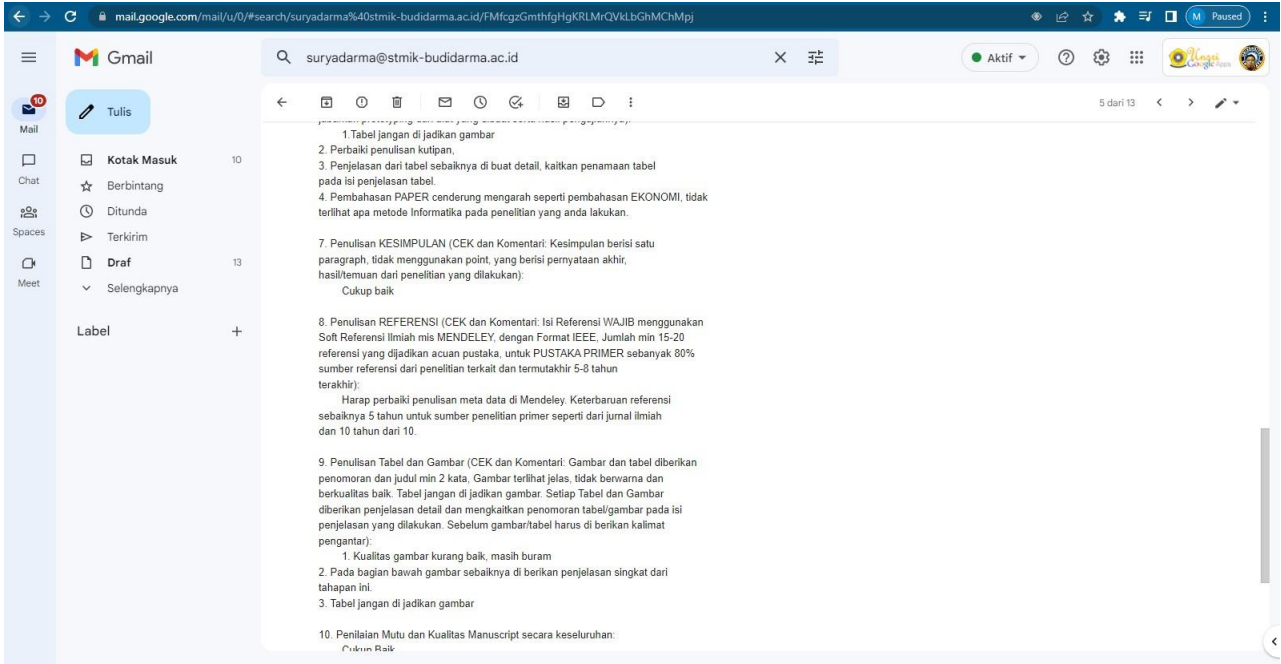 mail.google.com/mail/u/0/#search/suryadarma%40stmik-budidarma.ac.id/FMfcgzGmthfgHgKRLMrQVkLbGhMChMpj
M Paused
Gmail
suryadarma@stmik-budidarma.ac.id
Aktif
Google Apps
10
Mail
Chat
Spaces
Meet
Tulis
Kotak Masuk 10
Berbintang
Ditunda
Terkirim
Draf 13
Selengkapnya
Label
5 dari 13
1.Tabel jangan di jadikan gambar
2. Perbaiki penulisan kutipan,
3. Penjelasan dari tabel sebaiknya di buat detail, kaitkan penamaan tabel
pada isi penjelasan tabel.
4. Pembahasan PAPER cenderung mengarah seperti pembahasan EKONOMI, tidak
terlihat apa metode Informatika pada penelitian yang anda lakukan.
7. Penulisan KESIMPULAN (CEK dan Komentari: Kesimpulan berisi satu
paragraph, tidak menggunakan point, yang berisi pernyataan akhir,
hasil/temuan dari penelitian yang dilakukan):
Cukup baik
8. Penulisan REFERENSI (CEK dan Komentari: Isi Referensi WAJIB menggunakan
Soft Referensi Ilmiah mis MENDELEY, dengan Format IEEE, Jumlah min 15-20
referensi yang dijadikan acuan pustaka, untuk PUSTAKA PRIMER sebanyak 80%
sumber referensi dari penelitian terkait dan termutakhir 5-8 tahun
terakhir):
Harap perbaiki penulisan meta data di Mendeley. Keterbaruan referensi
sebaiknya 5 tahun untuk sumber penelitian primer seperti dari jurnal ilmiah
dan 10 tahun dari 10.
9. Penulisan Tabel dan Gambar (CEK dan Komentari: Gambar dan tabel diberikan
penomoran dan judul min 2 kata, Gambar terlihat jelas, tidak berwarna dan
berkualitas baik. Tabel jangan di jadikan gambar. Setiap Tabel dan Gambar
diberikan penjelasan detail dan mengkaitkan penomoran tabel/gambar pada isi
penjelasan yang dilakukan. Sebelum gambar/tabel harus di berikan kalimat
pengantar):
1. Kualitas gambar kurang baik, masih buram
2. Pada bagian bawah gambar sebaiknya di berikan penjelasan singkat dari
tahapan ini.
3. Tabel jangan di jadikan gambar
10. Penilaian Mutu dan Kualitas Manuscript secara keseluruhan:
Cukup Baik